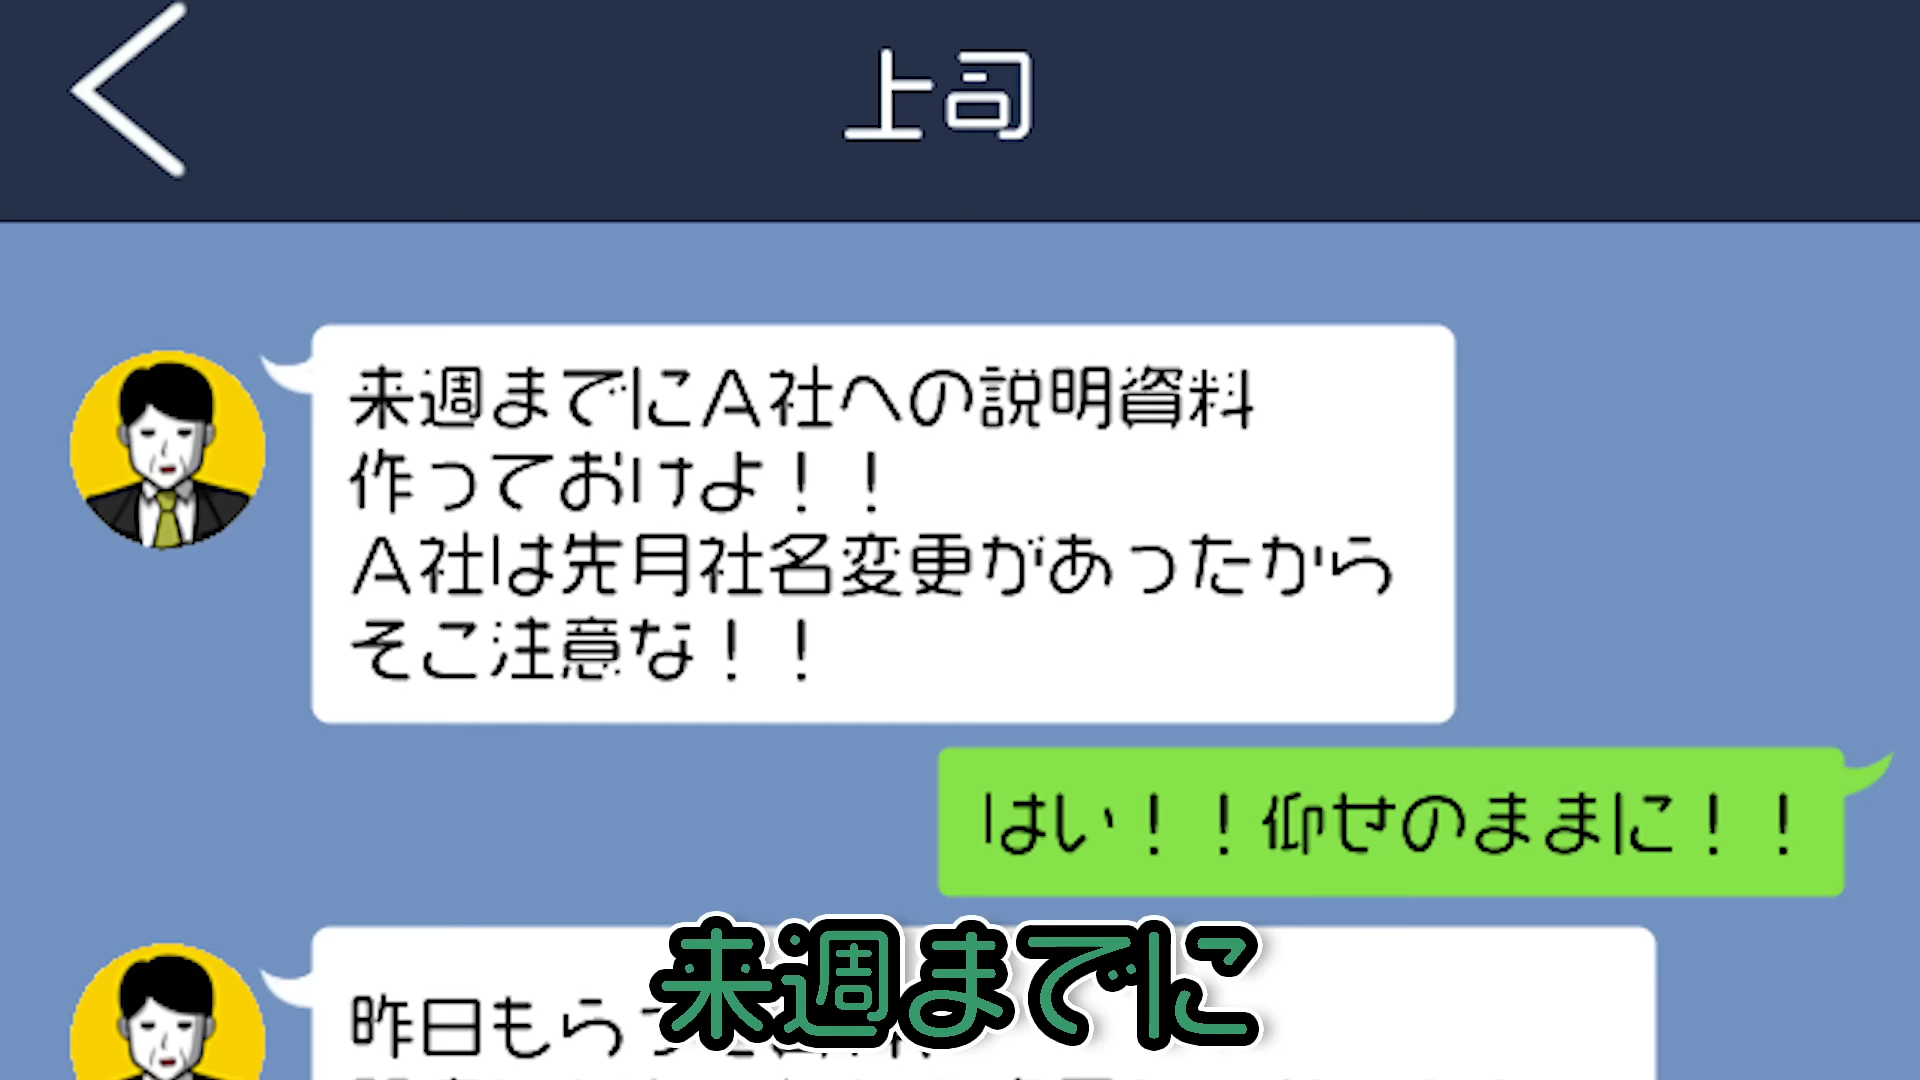 上司
来週までにA社への説明資料
作っておけよ！！
A社は先月社名変更があったから
そこ注意な！！
はい！！仰せのままに！！
昨日もらっ
来週までに